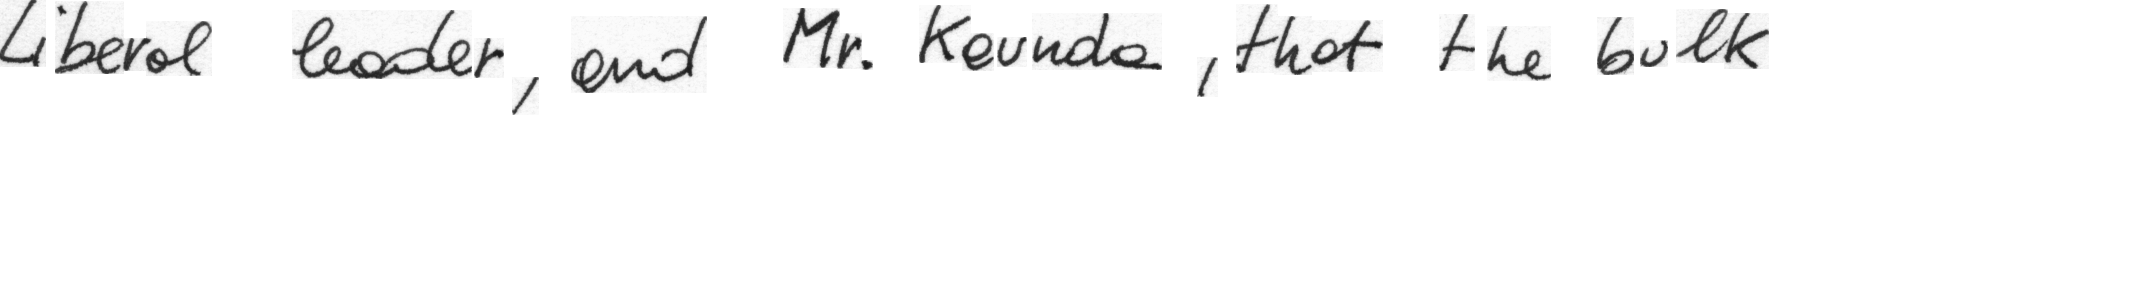 Liberal leader, and Mr. Kaunda, that the bulk